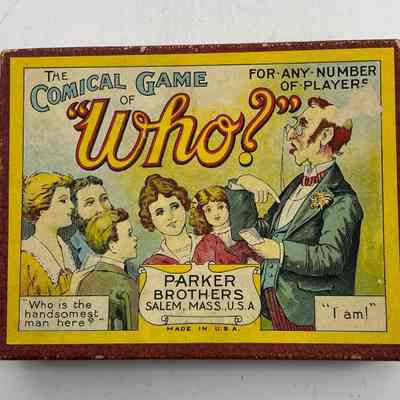 THE
COMICAL GAME
OF
"Who?"
FOR·ANY·NUMBER
OF·PLAYERS
"Who is the
handsomest
man here?"
PARKER
BROTHERS
SALEM, MASS., U.S.A
MADE IN U.S.A.
"I am!"